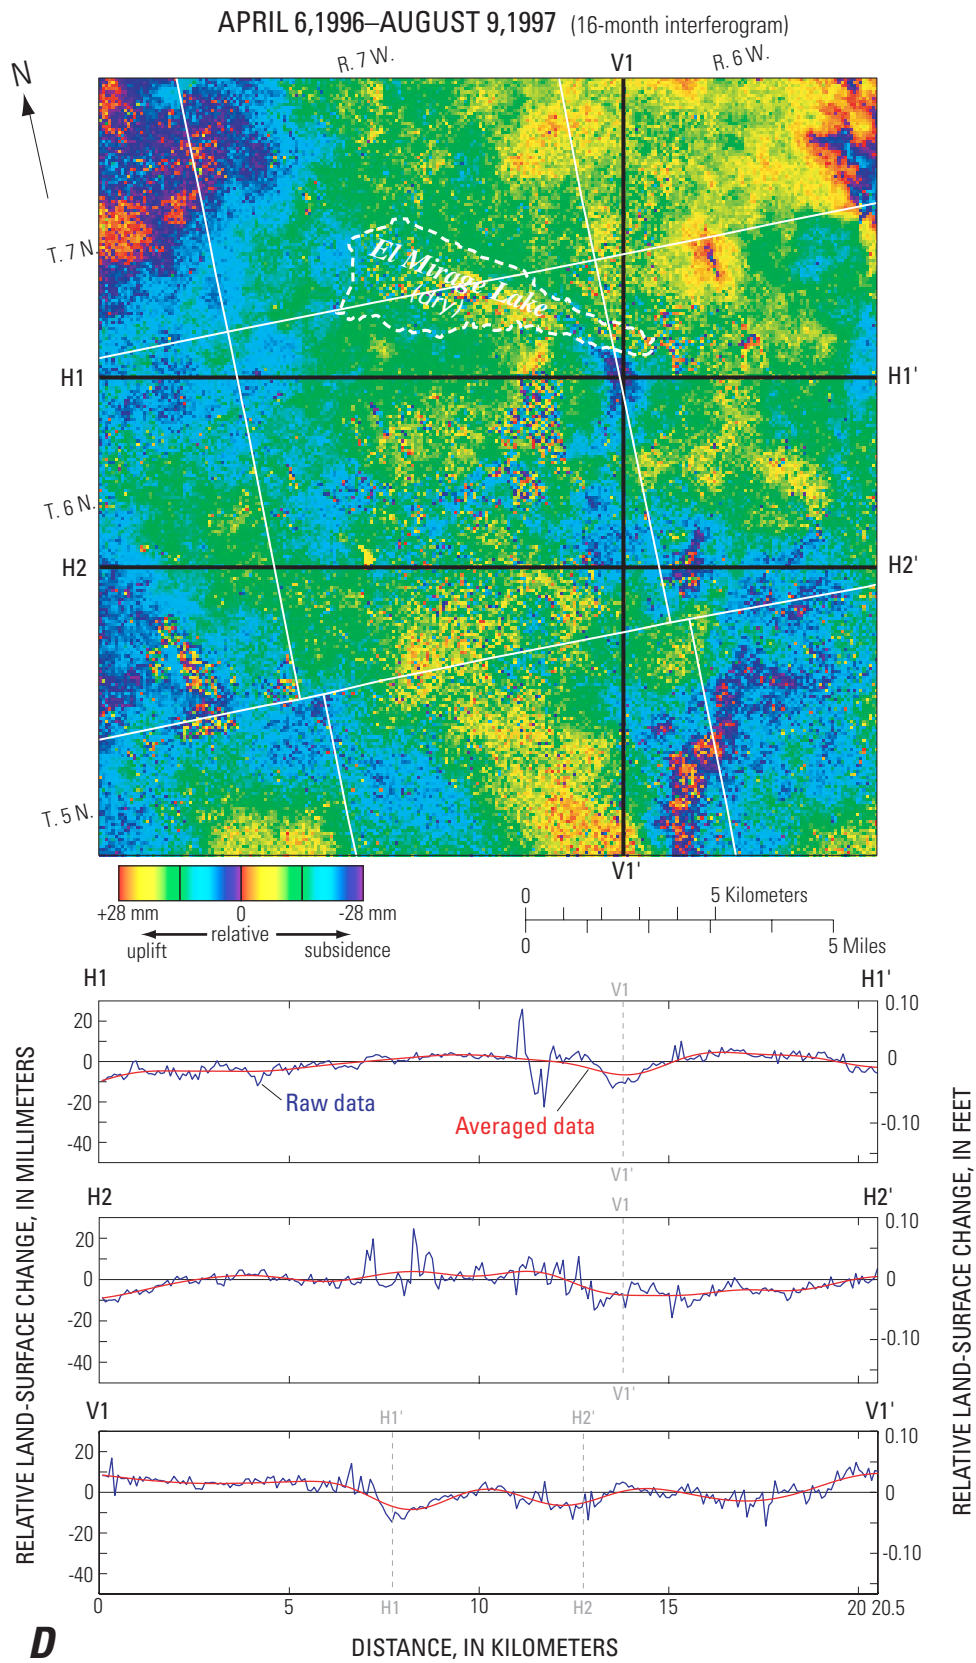 APRIL 6,1996–AUGUST 9,1997 (16-month interferogram)
N
R. 7 W.
V1
R. 6 W.
T. 7 N.
El Mirage Lake
(dry)
H1
H1'
T. 6 N.
H2
H2'
T. 5 N.
V1'
+28 mm 0 -28 mm
relative
uplift subsidence
0 5 Kilometers
0 5 Miles
H1 H1'
V1
20
0
-20
-40
0.10
0
-0.10
Raw data
Averaged data
V1'
H2 H2'
V1
20
0
-20
-40
0.10
0
-0.10
V1'
V1 V1'
H1' H2'
20
0
-20
-40
0.10
0
-0.10
H1 H2
0 5 10 15 20 20.5
RELATIVE LAND-SURFACE CHANGE, IN MILLIMETERS
RELATIVE LAND-SURFACE CHANGE, IN FEET
D
DISTANCE, IN KILOMETERS